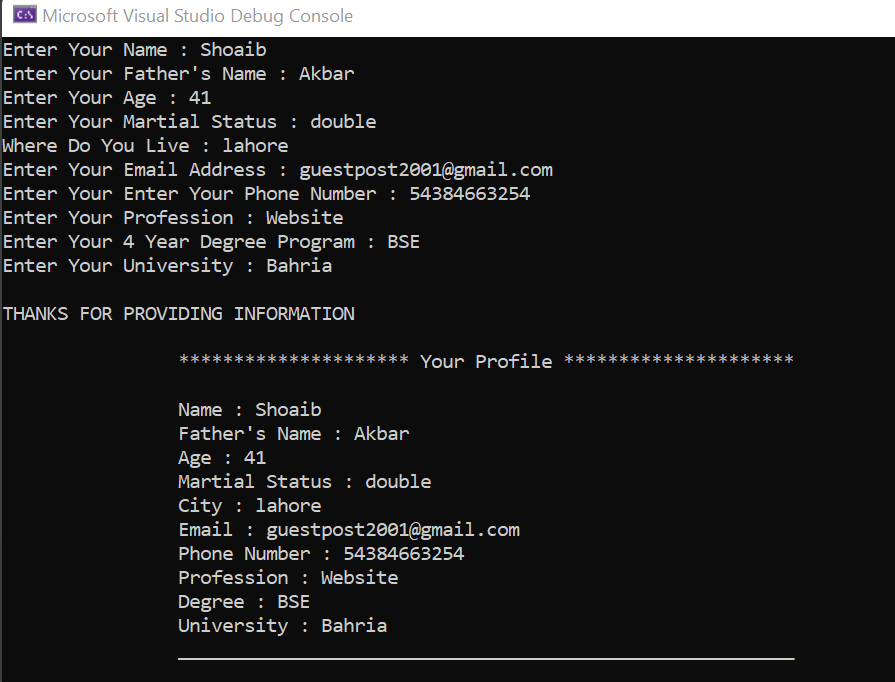 Microsoft Visual Studio Debug Console
Enter Your Name : Shoaib
Enter Your Father's Name : Akbar
Enter Your Age : 41
Enter Your Martial Status : double
Where Do You Live : lahore
Enter Your Email Address : guestpost2001@gmail.com
Enter Your Enter Your Phone Number : 54384663254
Enter Your Profession : Website
Enter Your 4 Year Degree Program : BSE
Enter Your University : Bahria
THANKS FOR PROVIDING INFORMATION
********************* Your Profile *********************
Name : Shoaib
Father's Name : Akbar
Age : 41
Martial Status : double
City : lahore
Email : guestpost2001@gmail.com
Phone Number : 54384663254
Profession : Website
Degree : BSE
University : Bahria
________________________________________________________